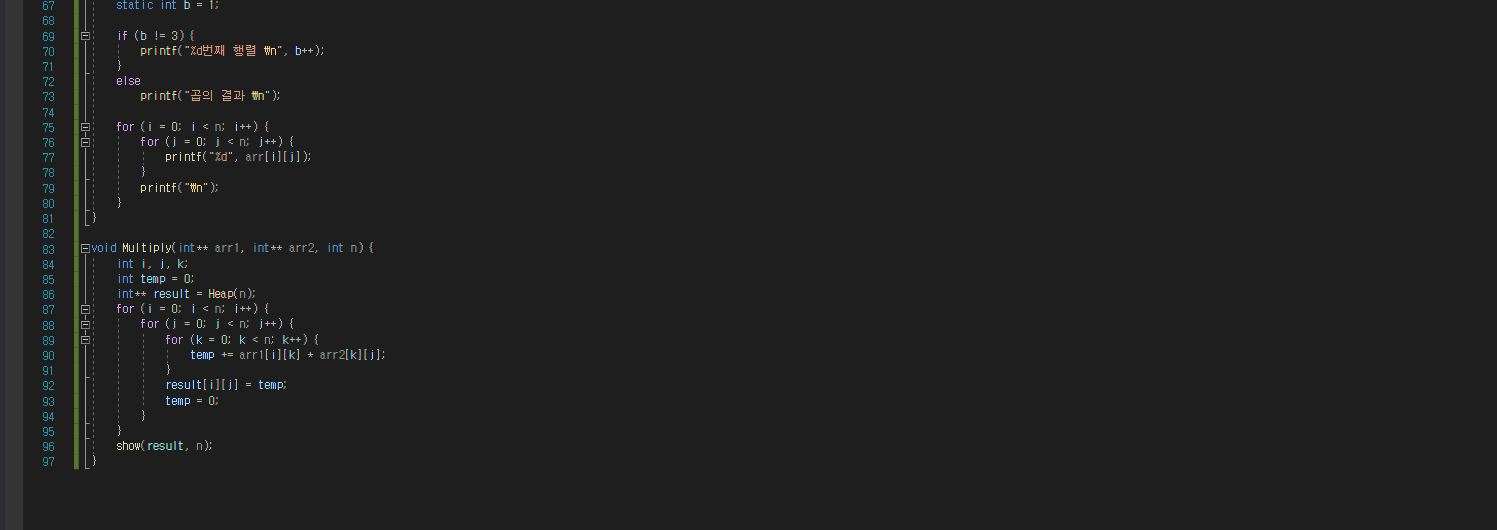 67 static int b = 1;
68
69 if (b != 3) {
70 printf("%d번째 행렬 ₩n", b++);
71 }
72 else
73 printf("곱의 결과 ₩n");
74
75 for (i = 0; i < n; i++) {
76 for (j = 0; j < n; j++) {
77 printf("%d", arr[i][j]);
78 }
79 printf("₩n");
80 }
81 }
82
83 void Multiply(int** arr1, int** arr2, int n) {
84 int i, j, k;
85 int temp = 0;
86 int** result = Heap(n);
87 for (i = 0; i < n; i++) {
88 for (j = 0; j < n; j++) {
89 for (k = 0; k < n; k++) {
90 temp += arr1[i][k] * arr2[k][j];
91 }
92 result[i][j] = temp;
93 temp = 0;
94 }
95 }
96 show(result, n);
97 }